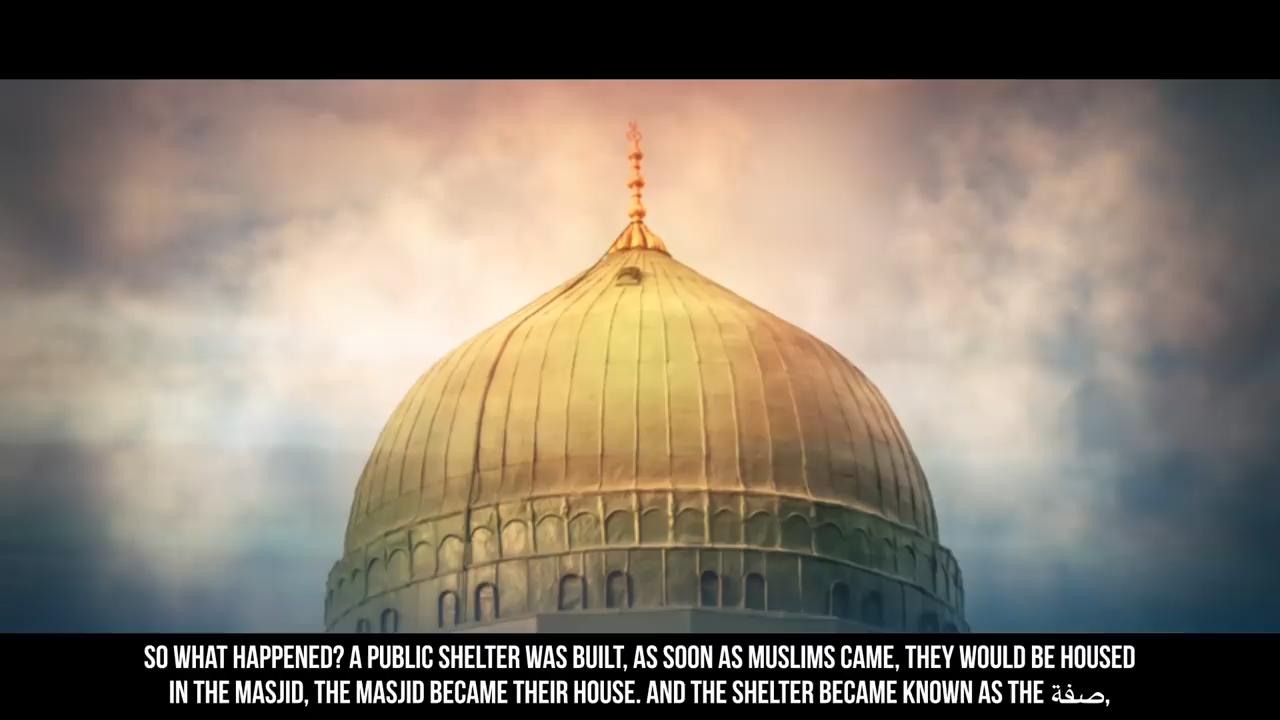 SO WHAT HAPPENED? A PUBLIC SHELTER WAS BUILT, AS SOON AS MUSLIMS CAME, THEY WOULD BE HOUSED
IN THE MASJID, THE MASJID BECAME THEIR HOUSE. AND THE SHELTER BECAME KNOWN AS THE صفة,